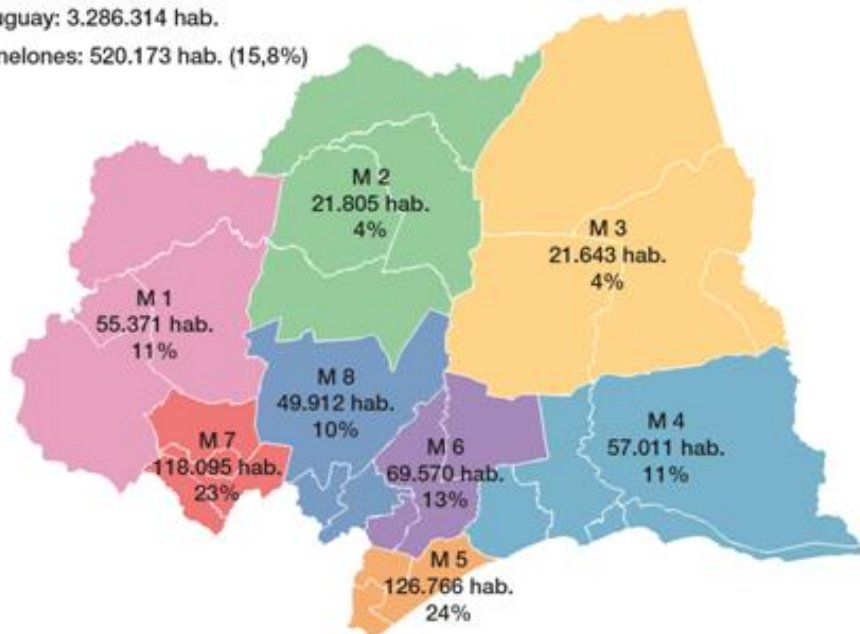 uguay: 3.286.314 hab.
nelones: 520.173 hab. (15,8%)
M 2
21.805 hab.
4%
M 3
21.643 hab.
4%
M 1
55.371 hab.
11%
M 8
49.912 hab.
10%
M 4
57.011 hab.
11%
M 7
118.095 hab.
23%
M 6
69.570 hab.
13%
M 5
126.766 hab.
24%